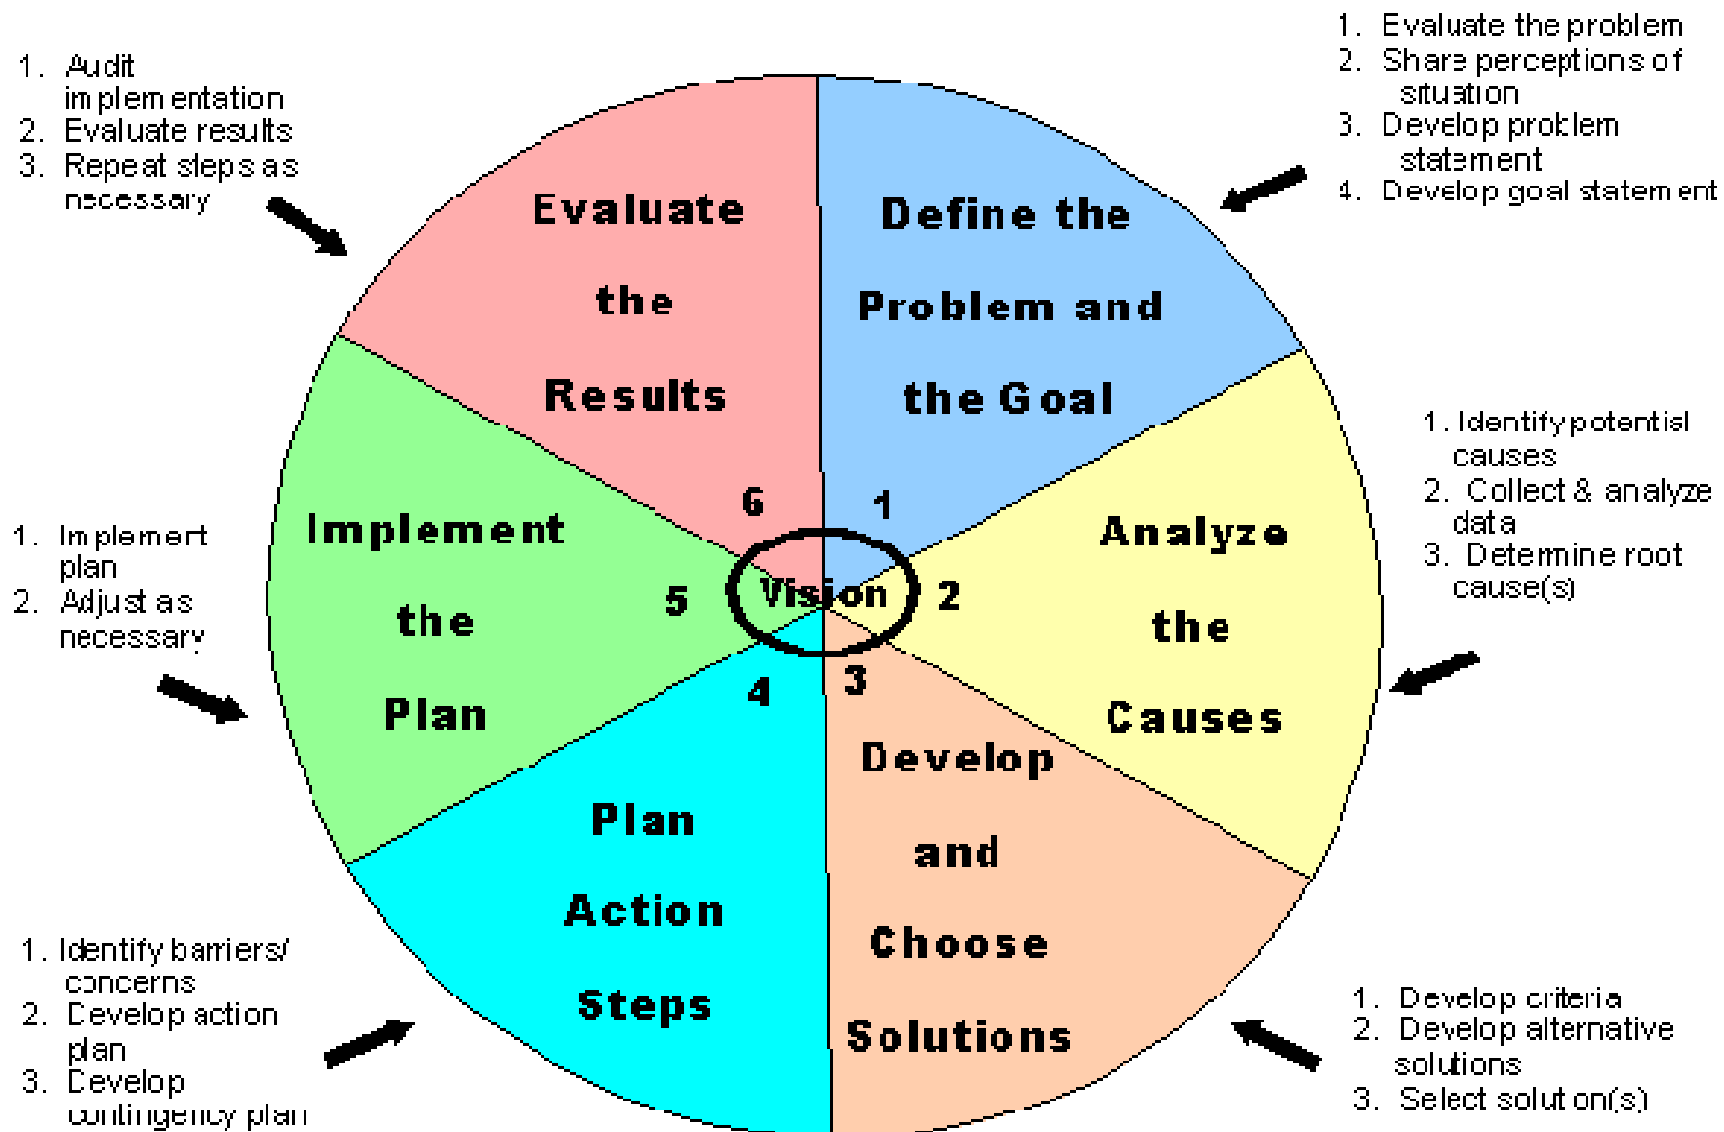 1. Evaluate the problem
2. Share perceptions of
situation
3. Develop problem
statement
4. Develop goal statement
Define the
Problem and
the Goal
1
1. Identify potential
causes
2. Collect & analyze
data
3. Determine root
cause(s)
Analyze
the
Causes
2
1. Develop criteria
2. Develop alternative
solutions
3. Select solution(s)
3
Develop
and
Choose
Solutions
1. Identify barriers/
concerns
2. Develop action
plan
3. Develop
contingency plan
4
Plan
Action
Steps
1. Implement
plan
2. Adjust as
necessary
Implement
the
Plan
5
1. Audit
implementation
2. Evaluate results
3. Repeat steps as
necessary
Evaluate
the
Results
6
Vision